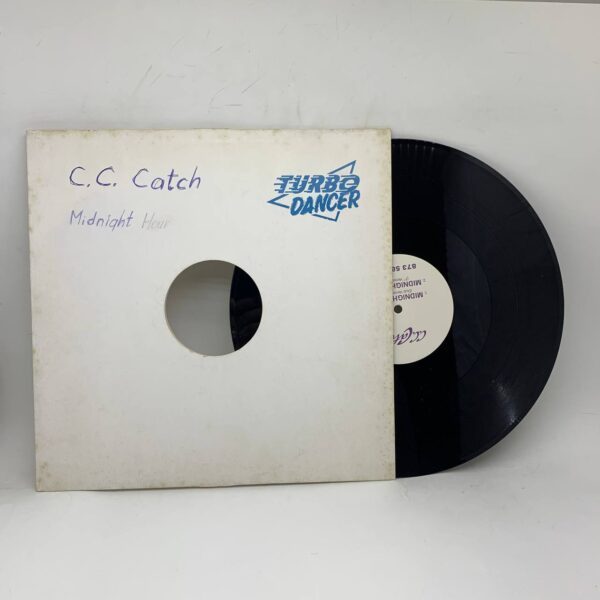 C.C. Catch
Midnight Hour
TURBO
DANCER
873 50
MIDNIGH
MIDNIGH